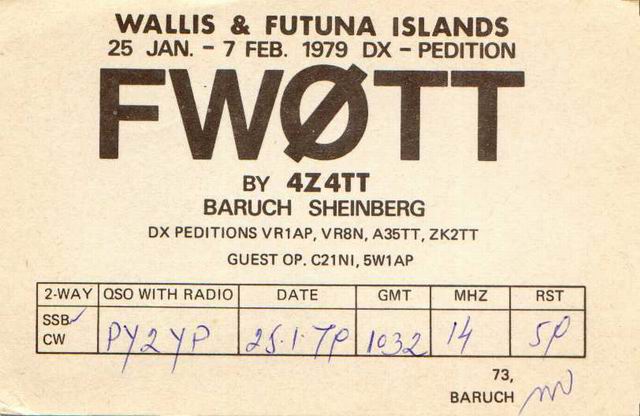 WALLIS & FUTUNA ISLANDS
25 JAN. - 7 FEB. 1979 DX - PEDITION
FWØTT
BY 4Z4TT
BARUCH SHEINBERG
DX PEDITIONS VR1AP, VR8N, A35TT, ZK2TT
GUEST OP. C21NI, 5W1AP
2-WAY QSO WITH RADIO DATE GMT MHZ RST
SSB✓
CW PY2YP 25.1.79 1032 14 59
73,
BARUCH